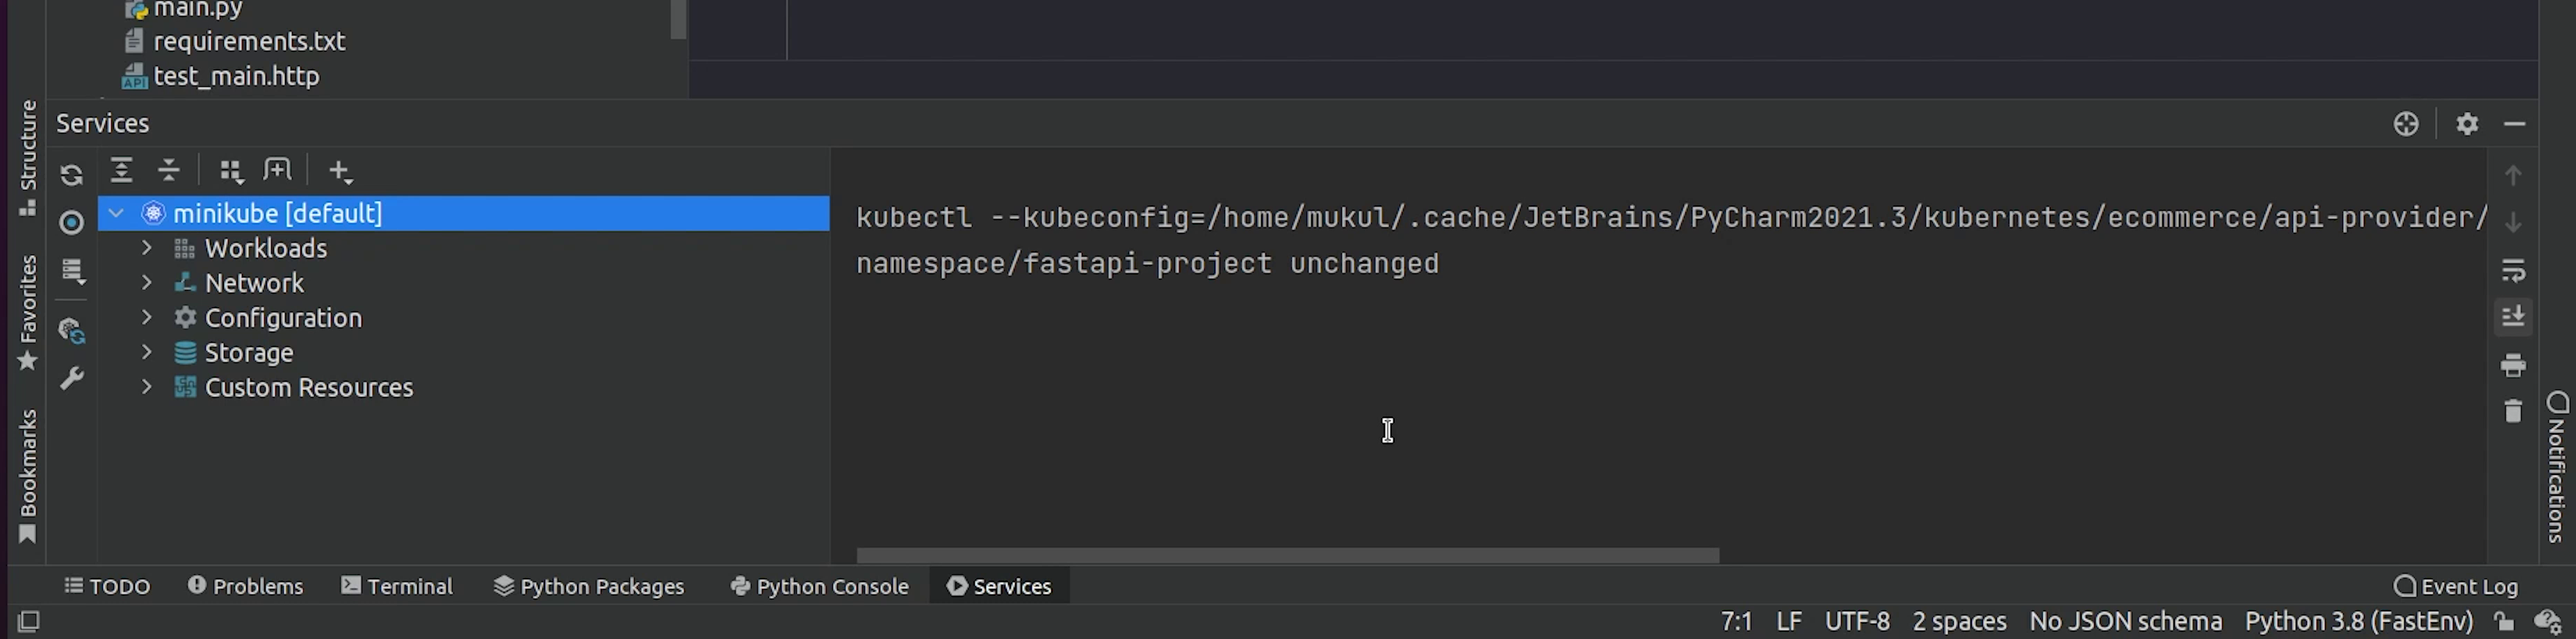 main.py
requirements.txt
API test_main.http
Services
minikube [default]
Workloads
Network
Configuration
Storage
Custom Resources
kubectl --kubeconfig=/home/mukul/.cache/JetBrains/PyCharm2021.3/kubernetes/ecommerce/api-provider/
namespace/fastapi-project unchanged
Structure
Favorites
Bookmarks
Notifications
TODO Problems Terminal Python Packages Python Console Services Event Log
7:1 LF UTF-8 2 spaces No JSON schema Python 3.8 (FastEnv)